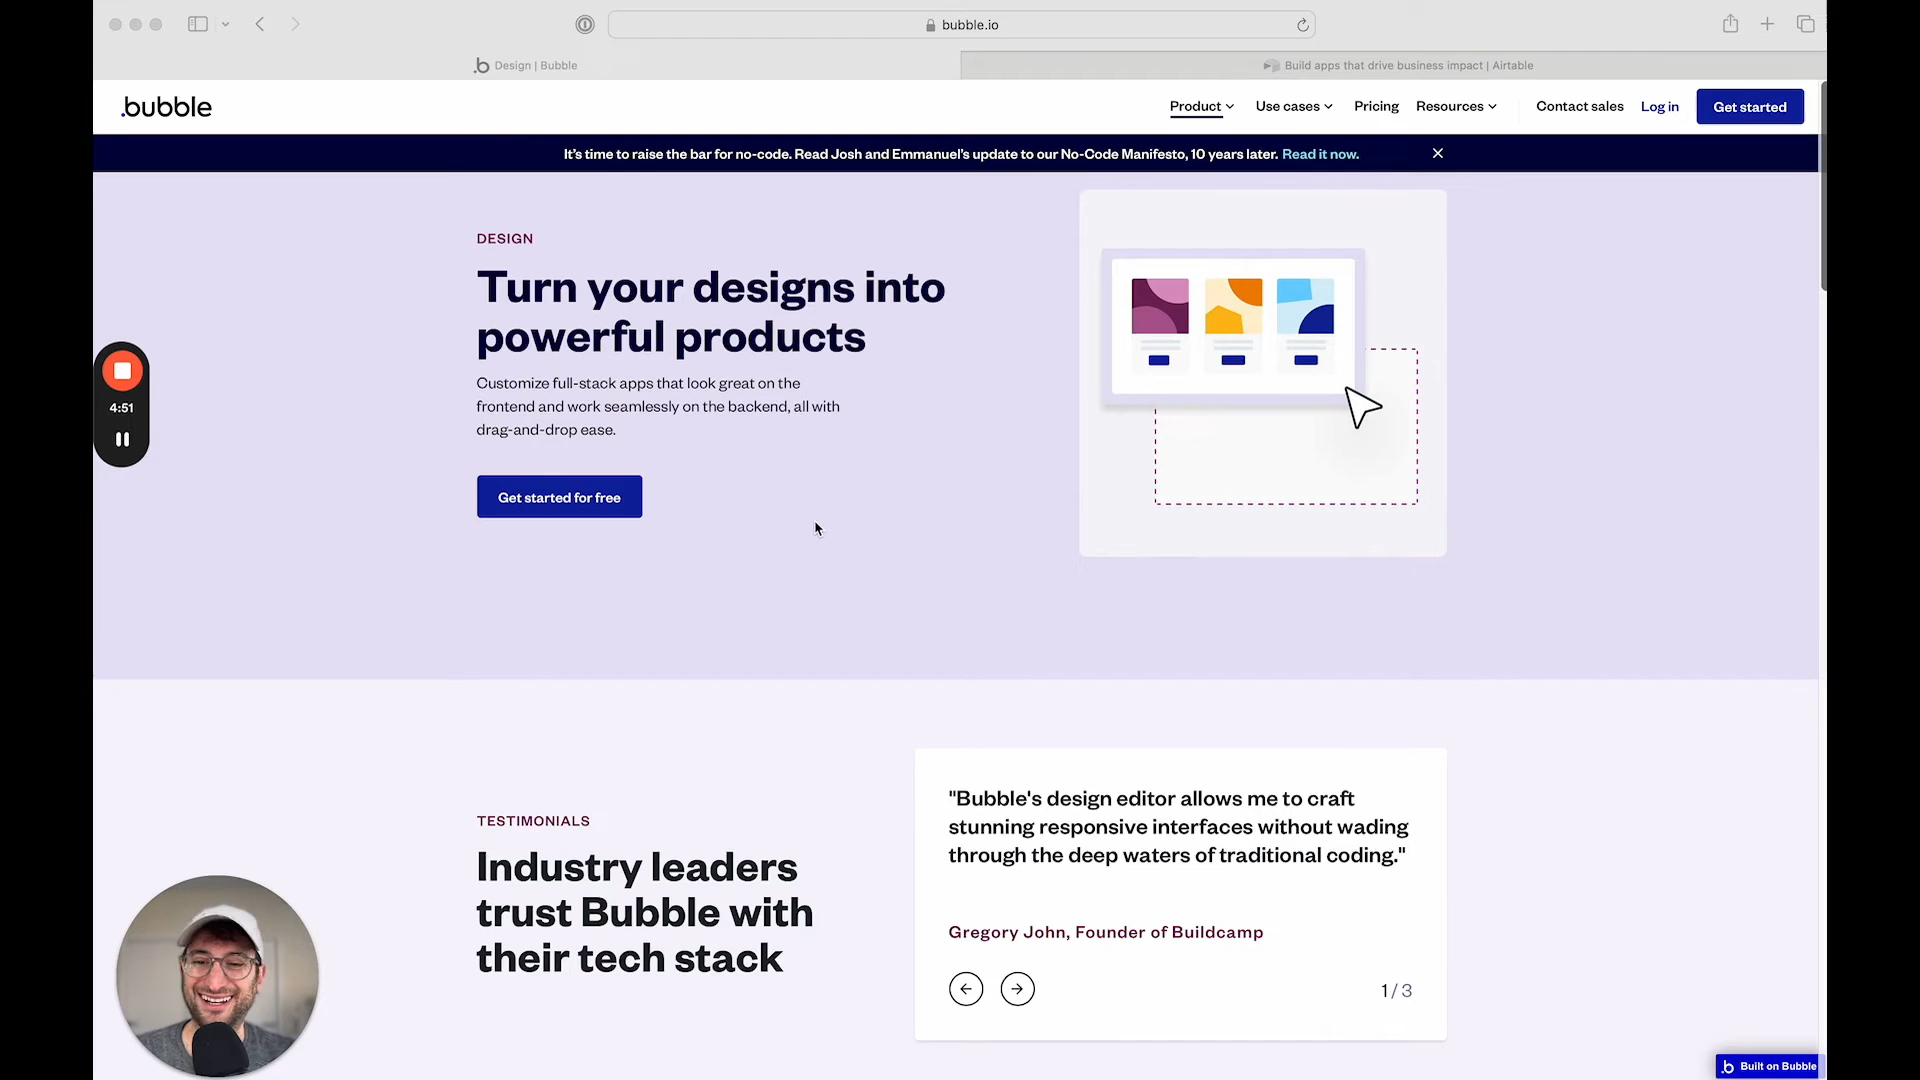 bubble.io
Design | Bubble
Build apps that drive business impact | Airtable
.bubble
Product
Use cases
Pricing
Resources
Contact sales
Log in
Get started
It's time to raise the bar for no-code. Read Josh and Emmanuel's update to our No-Code Manifesto, 10 years later. Read it now.
DESIGN
Turn your designs into
powerful products
Customize full-stack apps that look great on the
frontend and work seamlessly on the backend, all with
drag-and-drop ease.
Get started for free
4:51
TESTIMONIALS
Industry leaders
trust Bubble with
their tech stack
"Bubble's design editor allows me to craft
stunning responsive interfaces without wading
through the deep waters of traditional coding."
Gregory John, Founder of Buildcamp
1/3
Built on Bubble